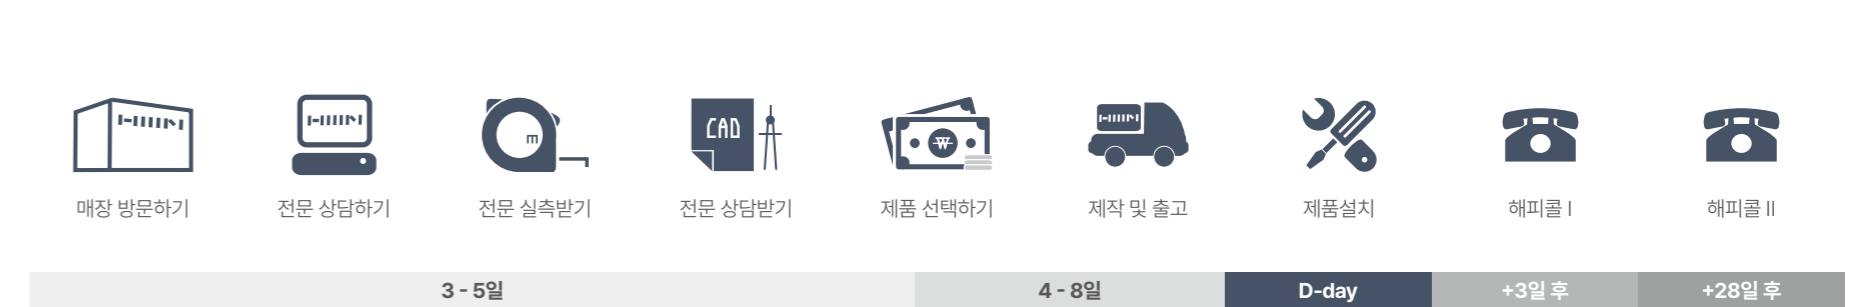 CAD
매장 방문하기
전문 상담하기
전문 실측받기
전문 상담받기
제품 선택하기
제작 및 출고
제품설치
해피콜 I
해피콜 II
3 - 5일
4 - 8일
D-day
+3일 후
+28일 후